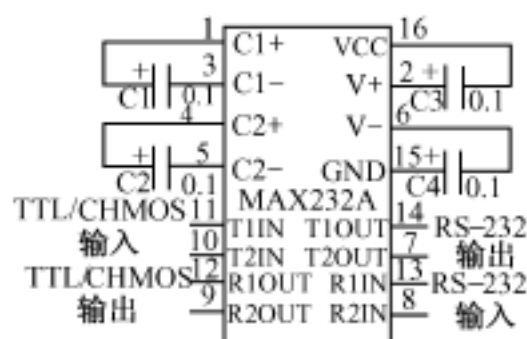 1 C1+ VCC 16
+ 3 C1− V+ 2 +
C1 0.1 C3 0.1
4 C2+ V− 6
+ 5 C2− GND 15 +
C2 0.1 C4 0.1
MAX232A
TTL/CHMOS 11 T1IN T1OUT 14 RS-232
输入 10 T2IN T2OUT 7 输出
TTL/CHMOS 12 R1OUT R1IN 13 RS-232
输出 9 R2OUT R2IN 8 输入